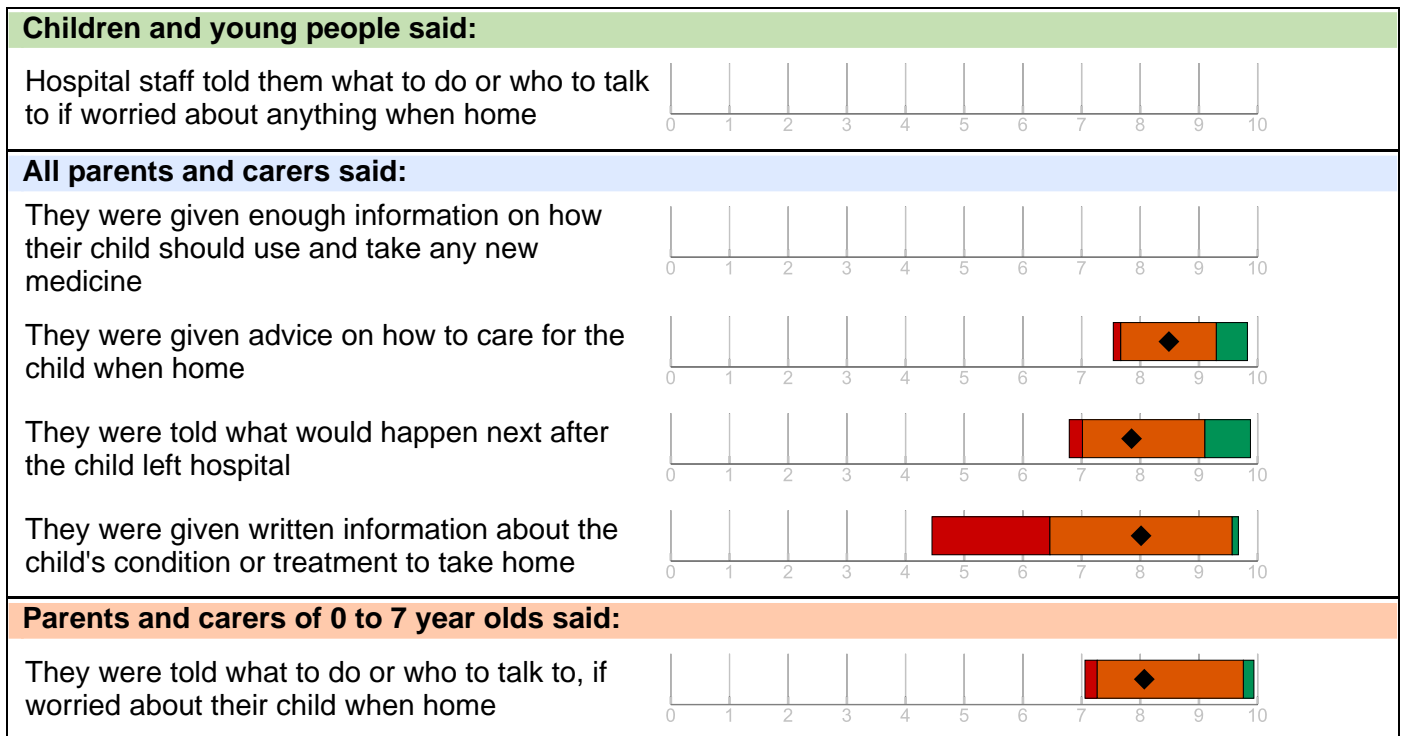 Children and young people said:
Hospital staff told them what to do or who to talk
to if worried about anything when home
0 1 2 3 4 5 6 7 8 9 10
All parents and carers said:
They were given enough information on how
their child should use and take any new
medicine
0 1 2 3 4 5 6 7 8 9 10
They were given advice on how to care for the
child when home
0 1 2 3 4 5 6 7 8 9 10
They were told what would happen next after
the child left hospital
0 1 2 3 4 5 6 7 8 9 10
They were given written information about the
child's condition or treatment to take home
0 1 2 3 4 5 6 7 8 9 10
Parents and carers of 0 to 7 year olds said:
They were told what to do or who to talk to, if
worried about their child when home
0 1 2 3 4 5 6 7 8 9 10